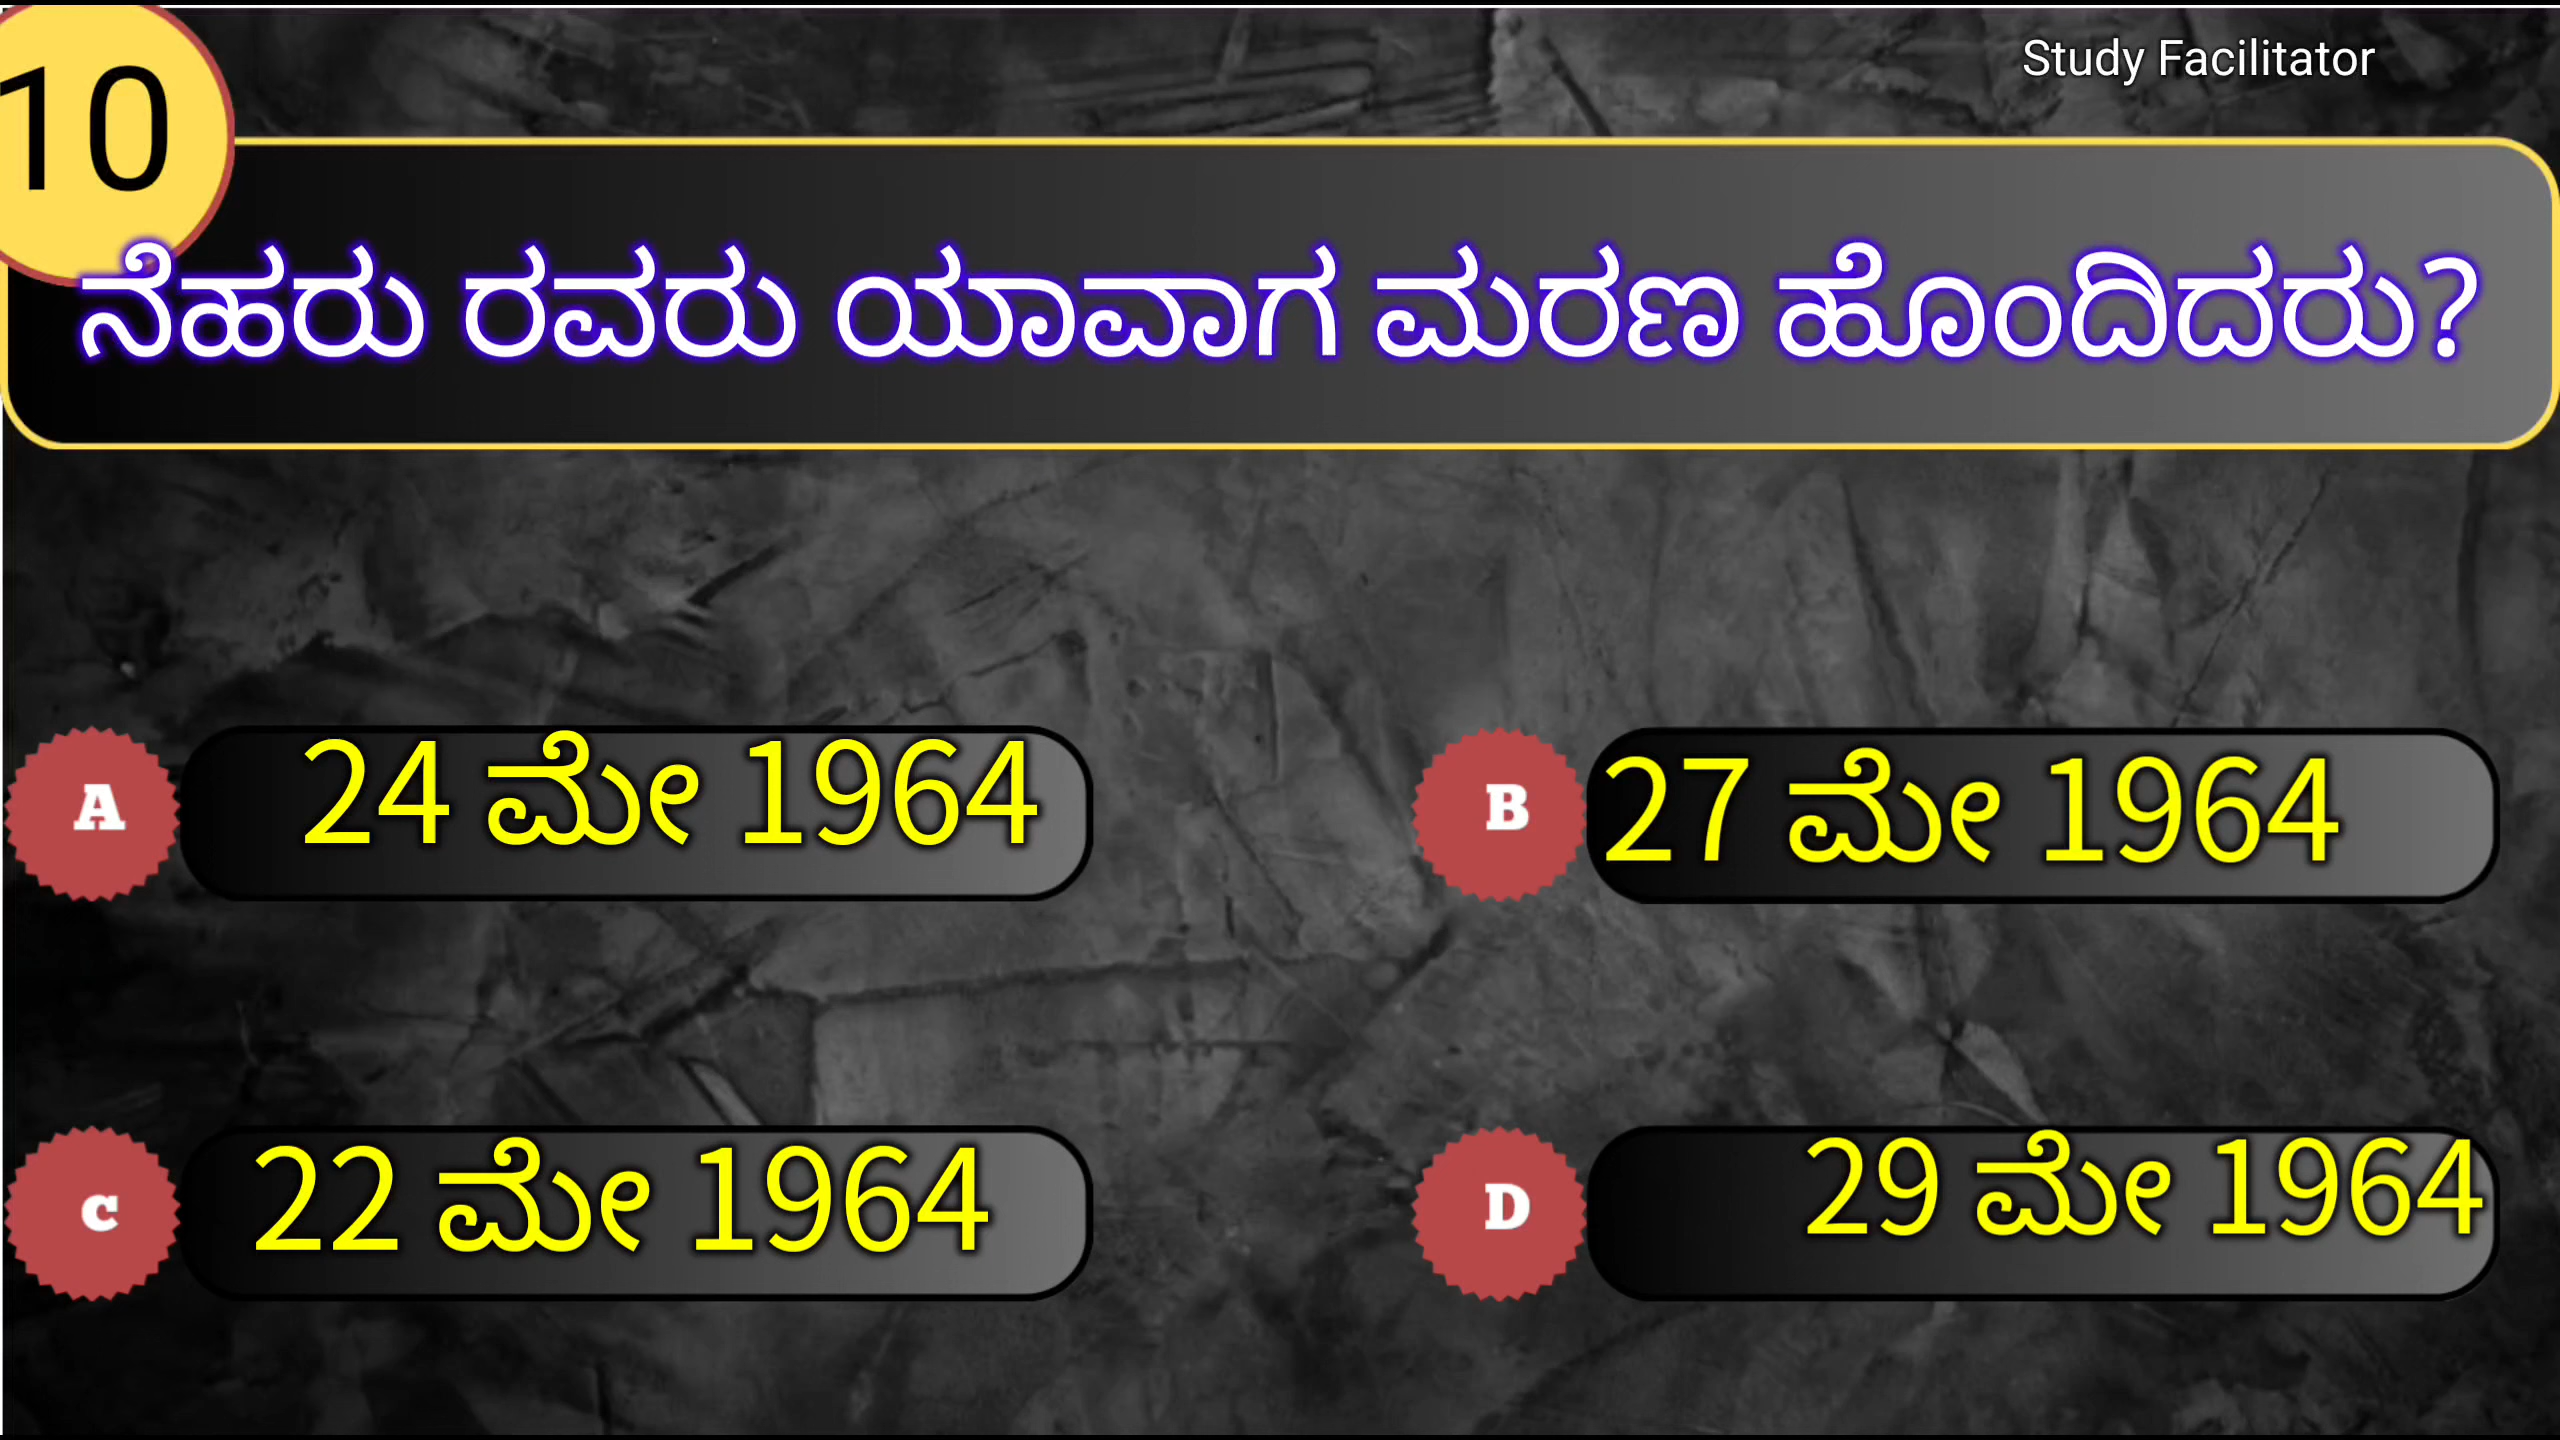 Study Facilitator
10
ನೆಹರು ರವರು ಯಾವಾಗ ಮರಣ ಹೊಂದಿದರು?
A 24 ಮೇ 1964
B 27 ಮೇ 1964
c 22 ಮೇ 1964
D 29 ಮೇ 1964